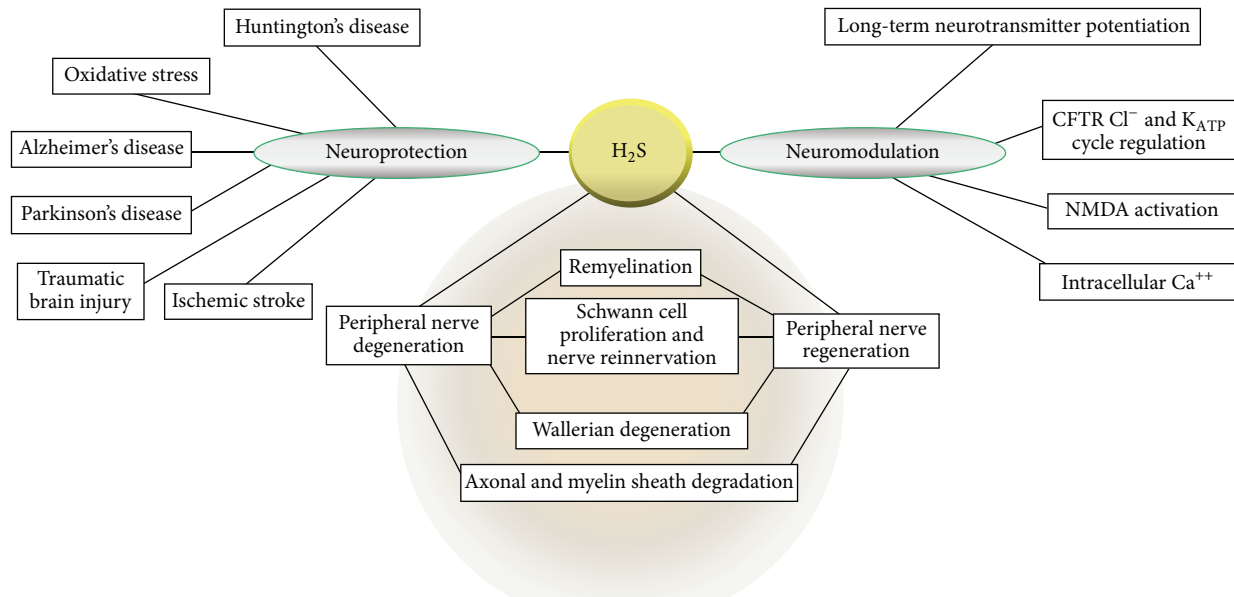 Huntington's disease
Long-term neurotransmitter potentiation
Oxidative stress
CFTR Cl⁻ and K_ATP
cycle regulation
Alzheimer's disease
Neuroprotection
H₂S
Neuromodulation
Parkinson's disease
NMDA activation
Traumatic
brain injury
Ischemic stroke
Remyelination
Intracellular Ca⁺⁺
Peripheral nerve
degeneration
Schwann cell
proliferation and
nerve reinnervation
Peripheral nerve
regeneration
Wallerian degeneration
Axonal and myelin sheath degradation